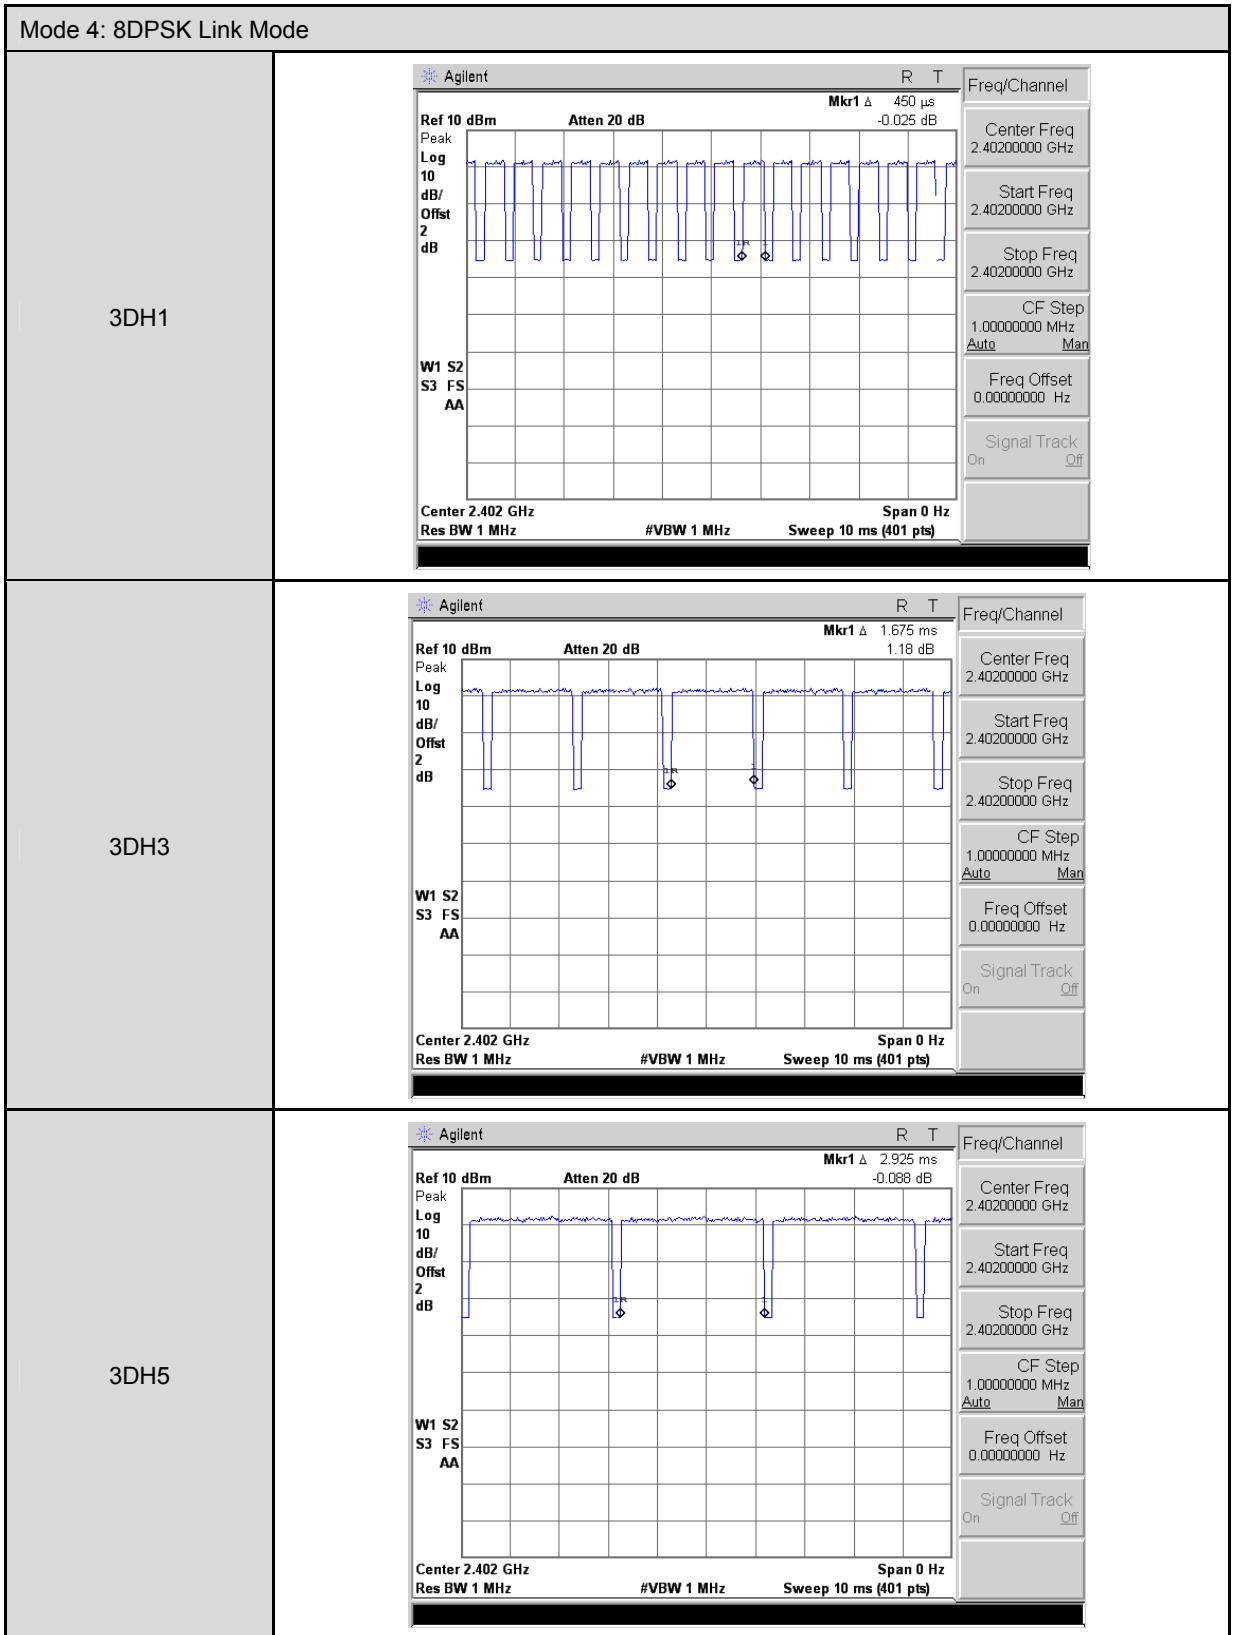 Mode 4: 8DPSK Link Mode
3DH1
Agilent R T
Mkr1 Δ 450 µs
Ref 10 dBm Atten 20 dB -0.025 dB
Peak
Log
10
dB/
Offst
2
dB
1R 1
W1 S2
S3 FS
AA
Center 2.402 GHz Span 0 Hz
Res BW 1 MHz #VBW 1 MHz Sweep 10 ms (401 pts)
Freq/Channel
Center Freq
2.40200000 GHz
Start Freq
2.40200000 GHz
Stop Freq
2.40200000 GHz
CF Step
1.00000000 MHz
Auto Man
Freq Offset
0.00000000 Hz
Signal Track
On Off
3DH3
Agilent R T
Mkr1 Δ 1.675 ms
Ref 10 dBm Atten 20 dB 1.18 dB
Peak
Log
10
dB/
Offst
2
dB
1R 1
W1 S2
S3 FS
AA
Center 2.402 GHz Span 0 Hz
Res BW 1 MHz #VBW 1 MHz Sweep 10 ms (401 pts)
Freq/Channel
Center Freq
2.40200000 GHz
Start Freq
2.40200000 GHz
Stop Freq
2.40200000 GHz
CF Step
1.00000000 MHz
Auto Man
Freq Offset
0.00000000 Hz
Signal Track
On Off
3DH5
Agilent R T
Mkr1 Δ 2.925 ms
Ref 10 dBm Atten 20 dB -0.088 dB
Peak
Log
10
dB/
Offst
2
dB
1R 1
W1 S2
S3 FS
AA
Center 2.402 GHz Span 0 Hz
Res BW 1 MHz #VBW 1 MHz Sweep 10 ms (401 pts)
Freq/Channel
Center Freq
2.40200000 GHz
Start Freq
2.40200000 GHz
Stop Freq
2.40200000 GHz
CF Step
1.00000000 MHz
Auto Man
Freq Offset
0.00000000 Hz
Signal Track
On Off